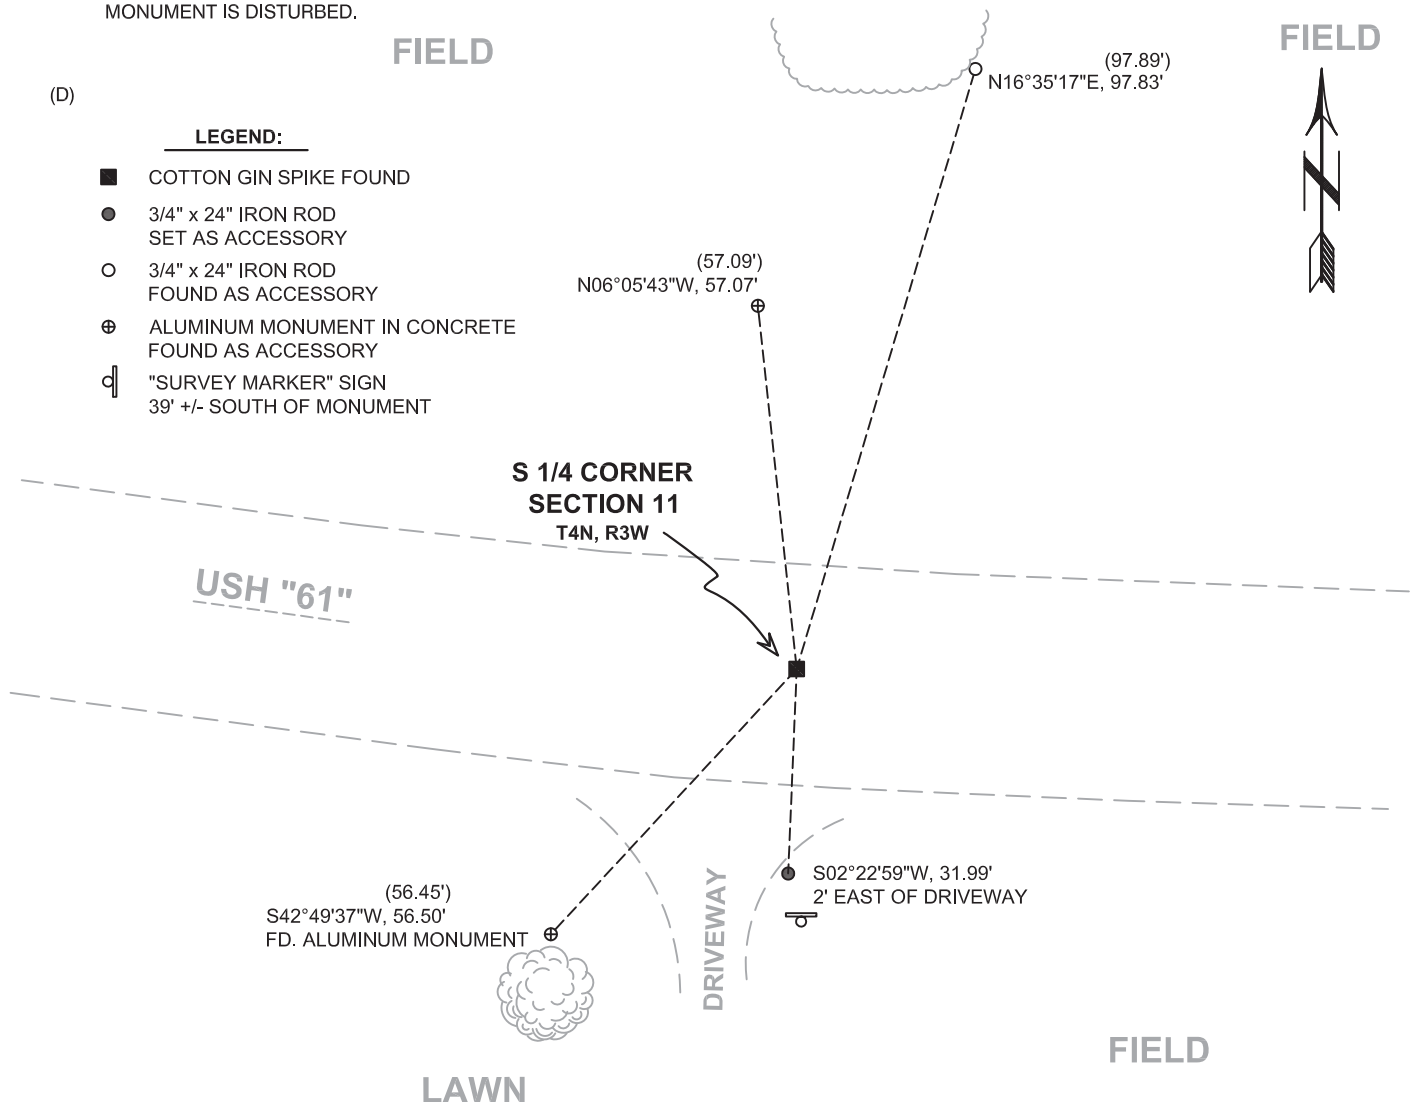 MONUMENT IS DISTURBED.
FIELD
FIELD
(97.89')
N16°35'17"E, 97.83'
(D)
LEGEND:
COTTON GIN SPIKE FOUND
3/4" x 24" IRON ROD
SET AS ACCESSORY
3/4" x 24" IRON ROD
FOUND AS ACCESSORY
ALUMINUM MONUMENT IN CONCRETE
FOUND AS ACCESSORY
"SURVEY MARKER" SIGN
39' +/- SOUTH OF MONUMENT
N
(57.09')
N06°05'43"W, 57.07'
S 1/4 CORNER
SECTION 11
T4N, R3W
USH "61"
(56.45')
S42°49'37"W, 56.50'
FD. ALUMINUM MONUMENT
DRIVEWAY
S02°22'59"W, 31.99'
2' EAST OF DRIVEWAY
FIELD
LAWN